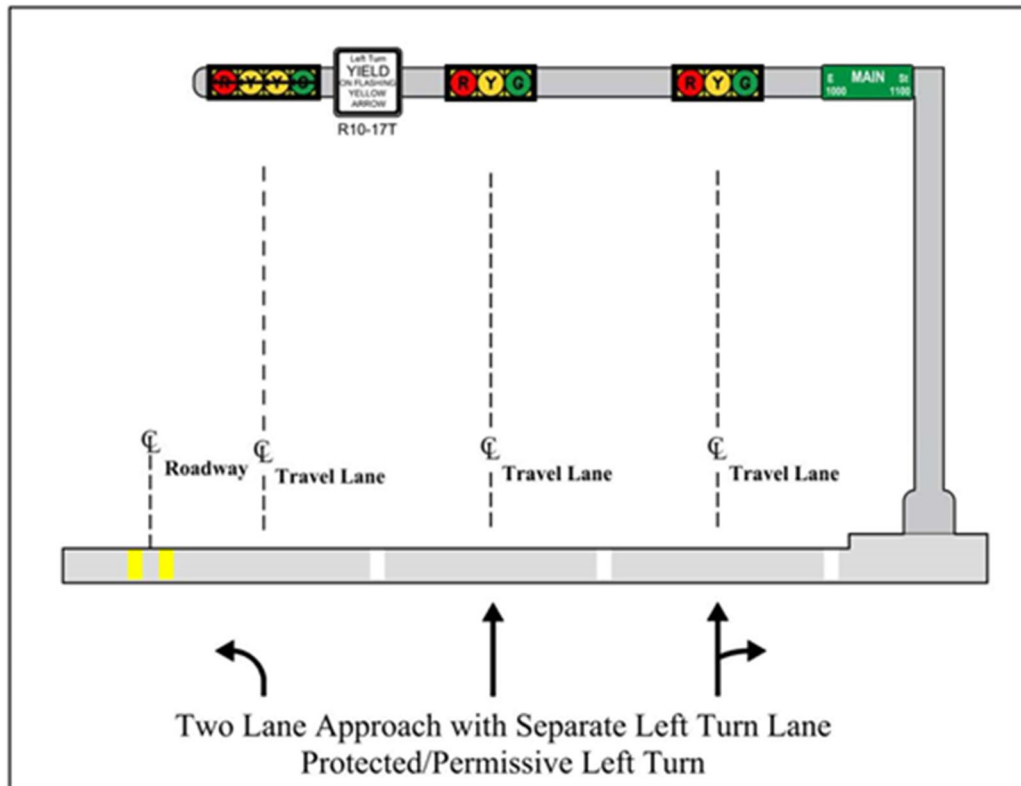 R Y Y G
Left Turn
YIELD
ON FLASHING
YELLOW
ARROW
R10-17T
R Y G
R Y G
E MAIN St
1000 1100
℄
Roadway
℄
Travel Lane
℄
Travel Lane
℄
Travel Lane
Two Lane Approach with Separate Left Turn Lane
Protected/Permissive Left Turn